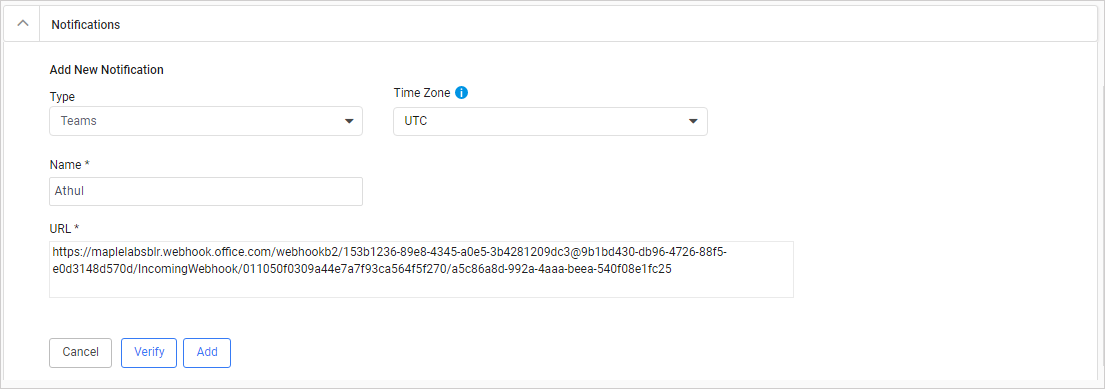 Notifications
Add New Notification
Type
Time Zone
Teams
UTC
Name *
Athul
URL *
https://maplelabsblr.webhook.office.com/webhookb2/153b1236-89e8-4345-a0e5-3b4281209dc3@9b1bd430-db96-4726-88f5-
e0d3148d570d/IncomingWebhook/011050f0309a44e7a7f93ca564f5f270/a5c86a8d-992a-4aaa-beea-540f08e1fc25
Cancel
Verify
Add